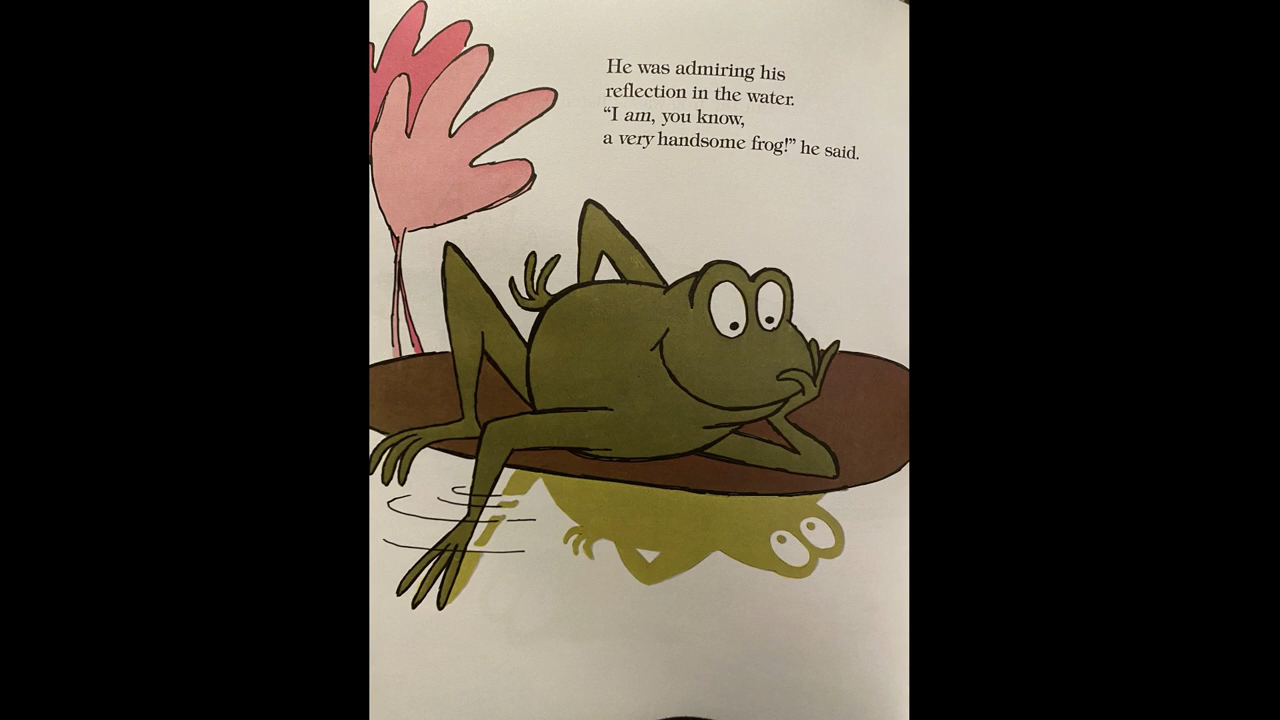 He was admiring his
reflection in the water.
“I am, you know,
a very handsome frog!” he said.